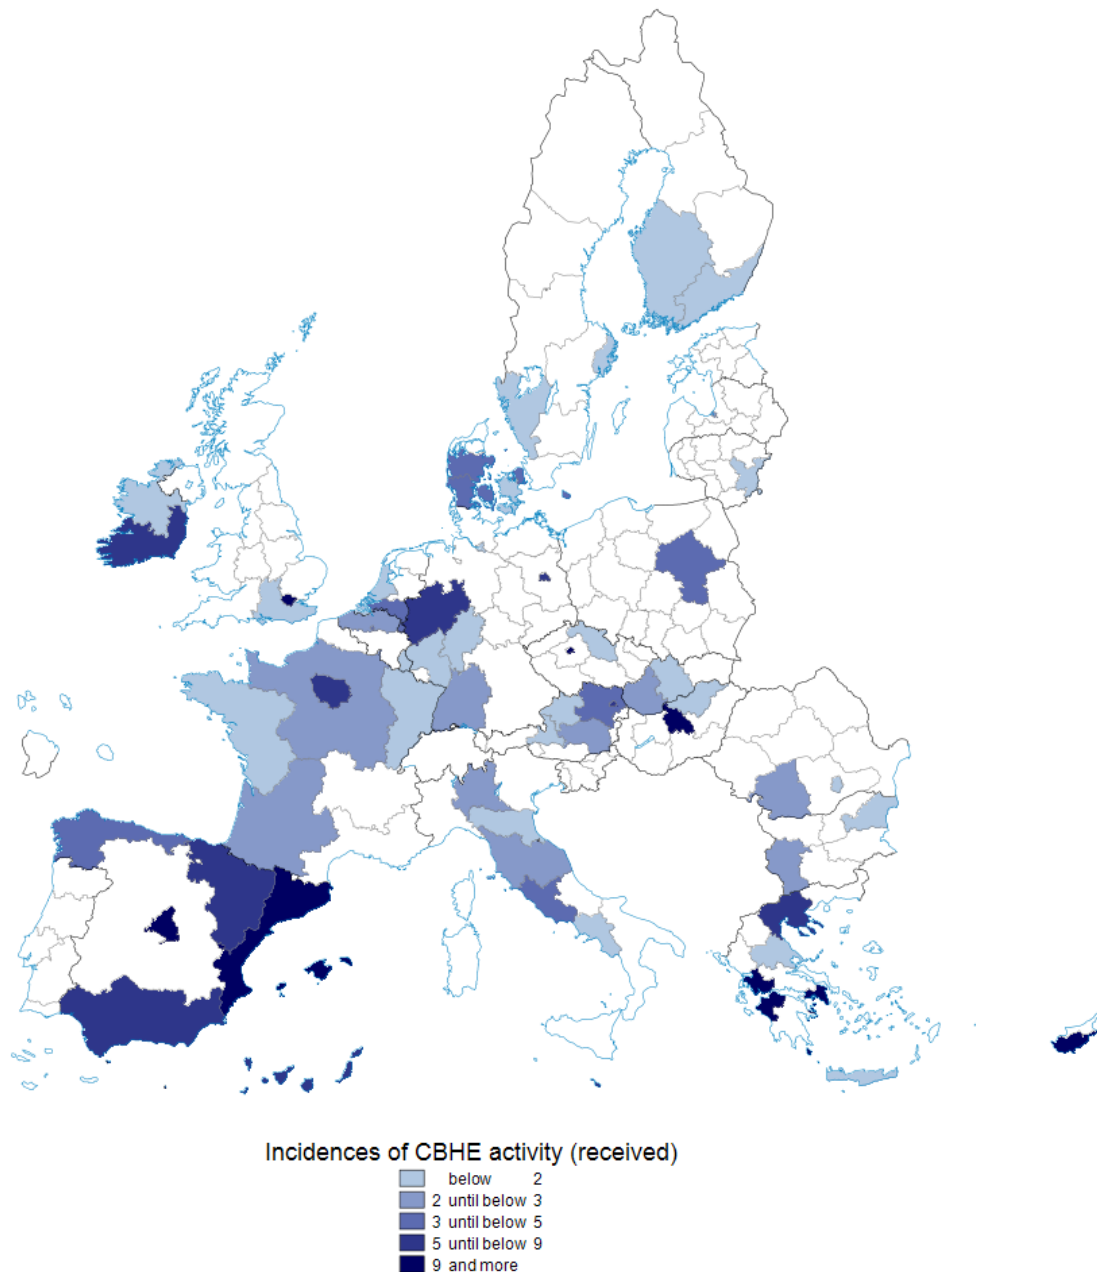 Incidences of CBHE activity (received)
below 2
2 until below 3
3 until below 5
5 until below 9
9 and more